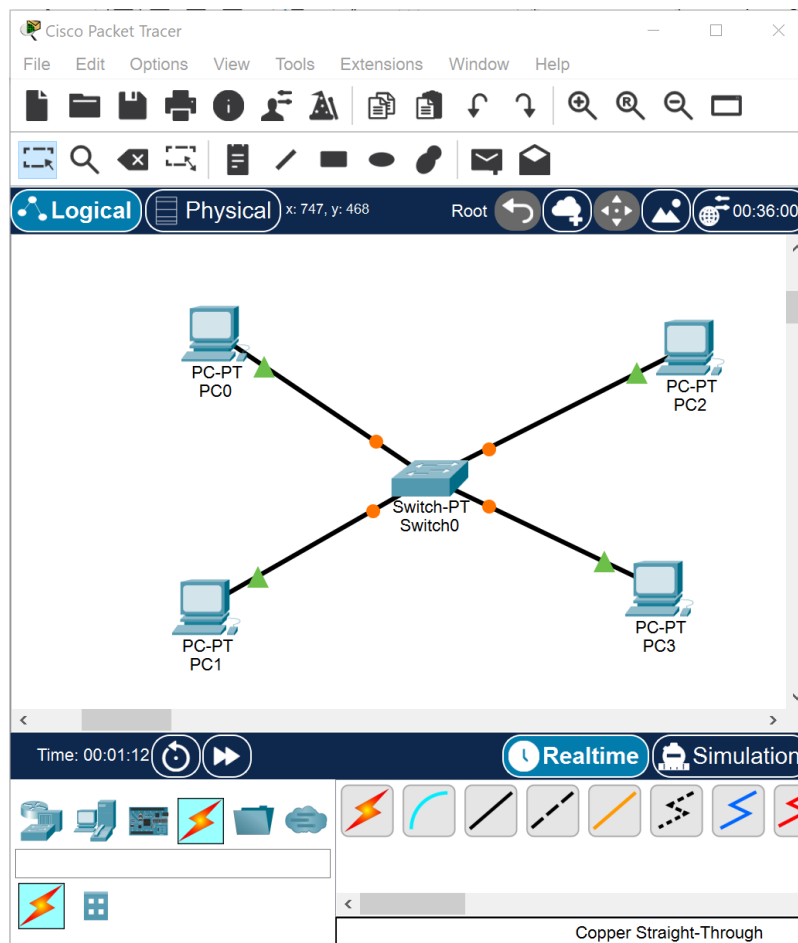 Cisco Packet Tracer
File Edit Options View Tools Extensions Window Help
Logical Physical x: 747, y: 468 Root 00:36:00
PC-PT
PC0
PC-PT
PC2
Switch-PT
Switch0
PC-PT
PC1
PC-PT
PC3
Time: 00:01:12 Realtime Simulation
Copper Straight-Through